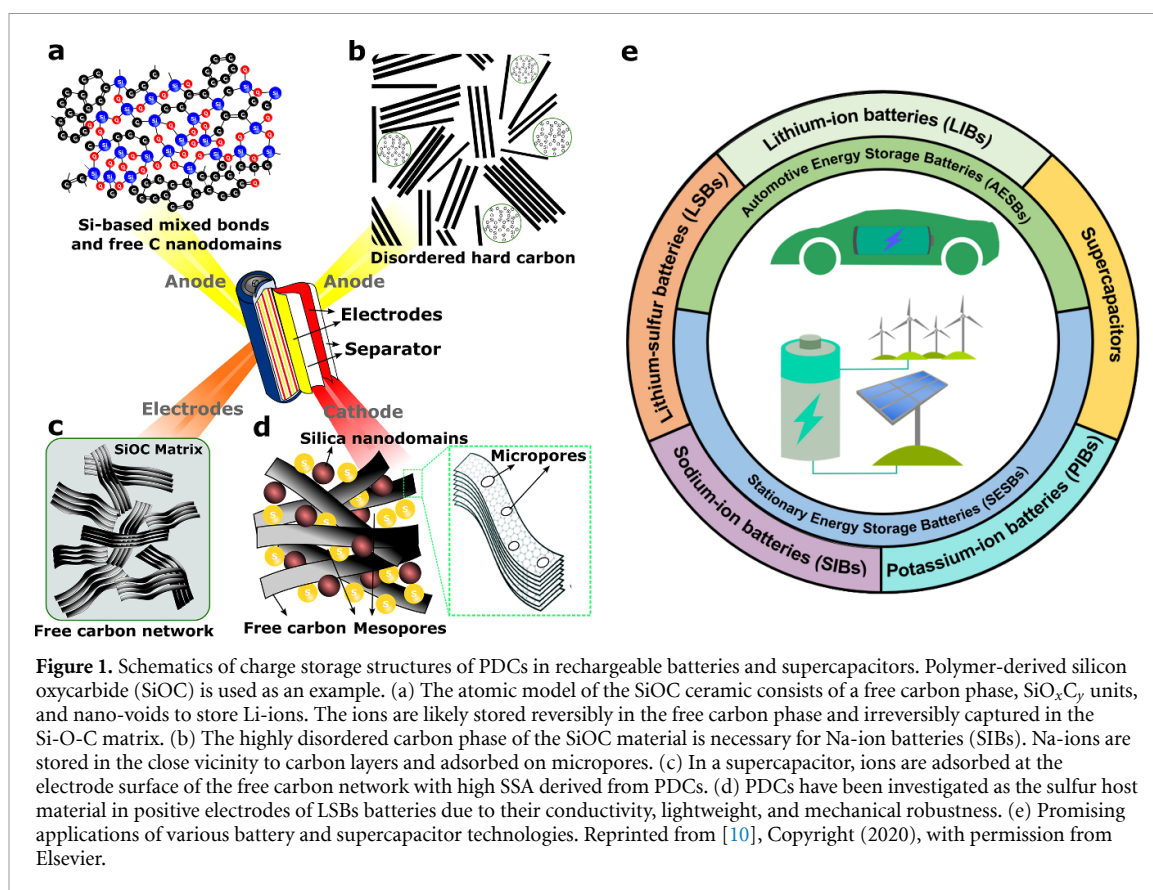 a
b
e
Si-based mixed bonds
and free C nanodomains
Disordered hard carbon
Anode
Anode
Electrodes
Separator
Electrodes
Cathode
c
SiOC Matrix
Free carbon network
d
Silica nanodomains
Micropores
Free carbon
Mesopores
Lithium-ion batteries (LIBs)
Automotive Energy Storage Batteries (AESBs)
Lithium-sulfur batteries (LSBs)
Supercapacitors
Stationary Energy Storage Batteries (SESBs)
Sodium-ion batteries (SIBs)
Potassium-ion batteries (PIBs)
Figure 1. Schematics of charge storage structures of PDCs in rechargeable batteries and supercapacitors. Polymer-derived silicon
oxycarbide (SiOC) is used as an example. (a) The atomic model of the SiOC ceramic consists of a free carbon phase, SiOxCy units,
and nano-voids to store Li-ions. The ions are likely stored reversibly in the free carbon phase and irreversibly captured in the
Si-O-C matrix. (b) The highly disordered carbon phase of the SiOC material is necessary for Na-ion batteries (SIBs). Na-ions are
stored in the close vicinity to carbon layers and adsorbed on micropores. (c) In a supercapacitor, ions are adsorbed at the
electrode surface of the free carbon network with high SSA derived from PDCs. (d) PDCs have been investigated as the sulfur host
material in positive electrodes of LSBs batteries due to their conductivity, lightweight, and mechanical robustness. (e) Promising
applications of various battery and supercapacitor technologies. Reprinted from [10], Copyright (2020), with permission from
Elsevier.